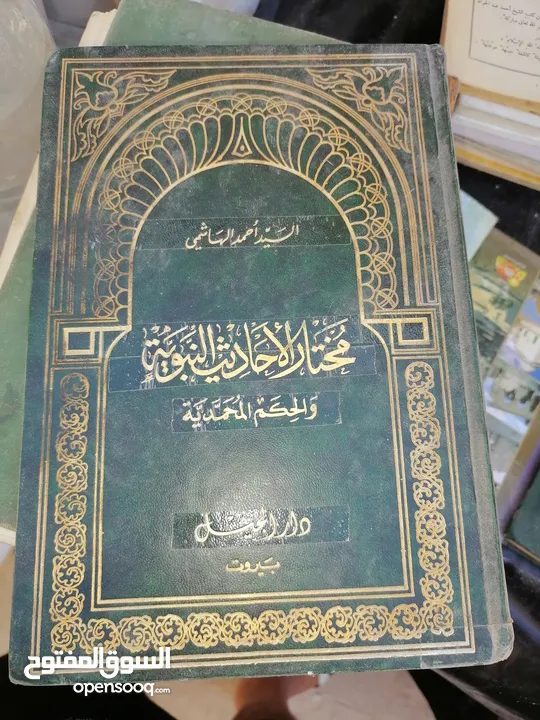 السيد أحمد الهاشمي
مختار الأحاديث النبوية
والحكم المحمدية
دار الجيل
بيروت
السوق المفتوح
opensooq.com